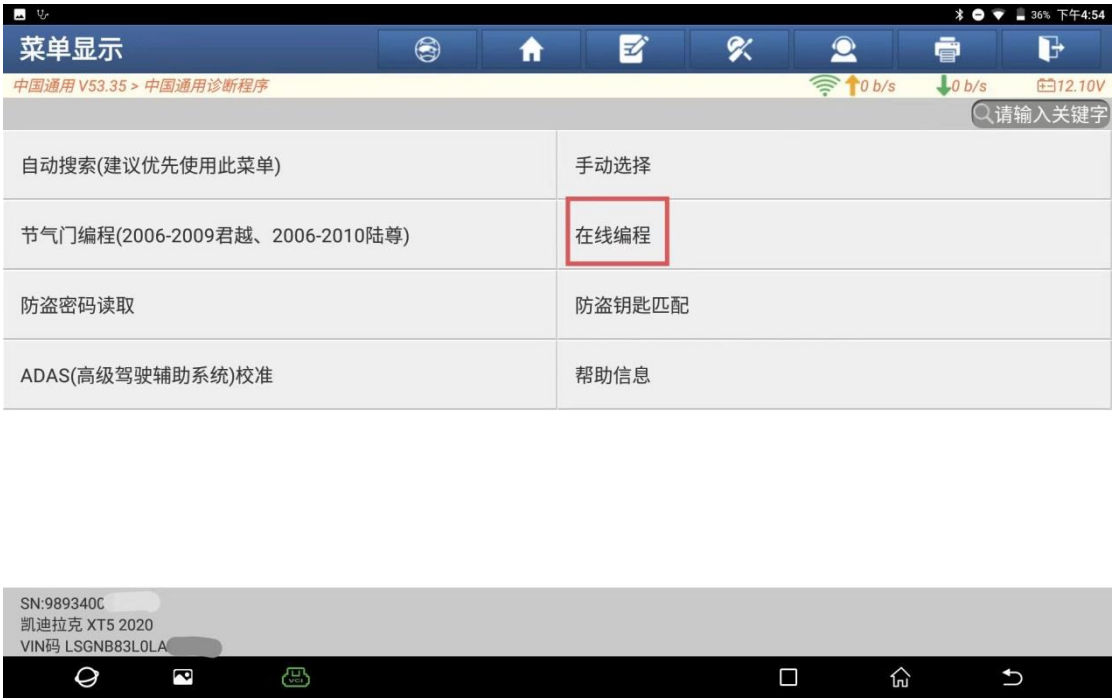 36% 下午4:54
菜单显示
中国通用 V53.35 > 中国通用诊断程序 0 b/s 0 b/s 12.10V
请输入关键字
自动搜索(建议优先使用此菜单) 手动选择
节气门编程(2006-2009君越、2006-2010陆尊) 在线编程
防盗密码读取 防盗钥匙匹配
ADAS(高级驾驶辅助系统)校准 帮助信息
SN:9893400
凯迪拉克 XT5 2020
VIN码 LSGNB83L0LA
VCI